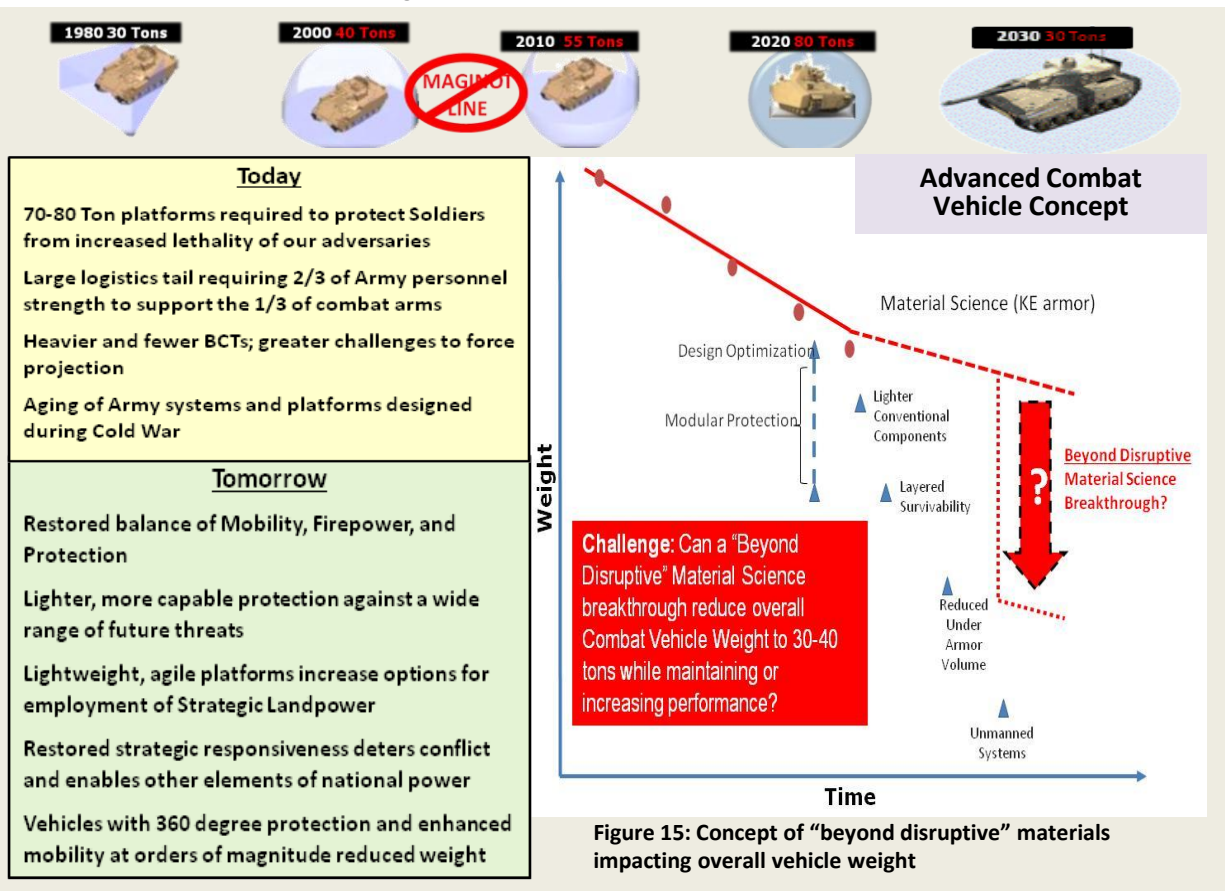 1980 30 Tons
2000 40 Tons
MAGINOT
LINE
2010 55 Tons
2020 80 Tons
2030 30 Tons
Today
70-80 Ton platforms required to protect Soldiers
from increased lethality of our adversaries
Large logistics tail requiring 2/3 of Army personnel
strength to support the 1/3 of combat arms
Heavier and fewer BCTs; greater challenges to force
projection
Aging of Army systems and platforms designed
during Cold War
Tomorrow
Restored balance of Mobility, Firepower, and
Protection
Lighter, more capable protection against a wide
range of future threats
Lightweight, agile platforms increase options for
employment of Strategic Landpower
Restored strategic responsiveness deters conflict
and enables other elements of national power
Vehicles with 360 degree protection and enhanced
mobility at orders of magnitude reduced weight
Advanced Combat
Vehicle Concept
Material Science (KE armor)
Design Optimization
Modular Protection
Lighter
Conventional
Components
Layered
Survivability
?
Beyond Disruptive
Material Science
Breakthrough?
Reduced
Under
Armor
Volume
Unmanned
Systems
Challenge: Can a “Beyond
Disruptive” Material Science
breakthrough reduce overall
Combat Vehicle Weight to 30-40
tons while maintaining or
increasing performance?
Weight
Time
Figure 15: Concept of “beyond disruptive” materials
impacting overall vehicle weight